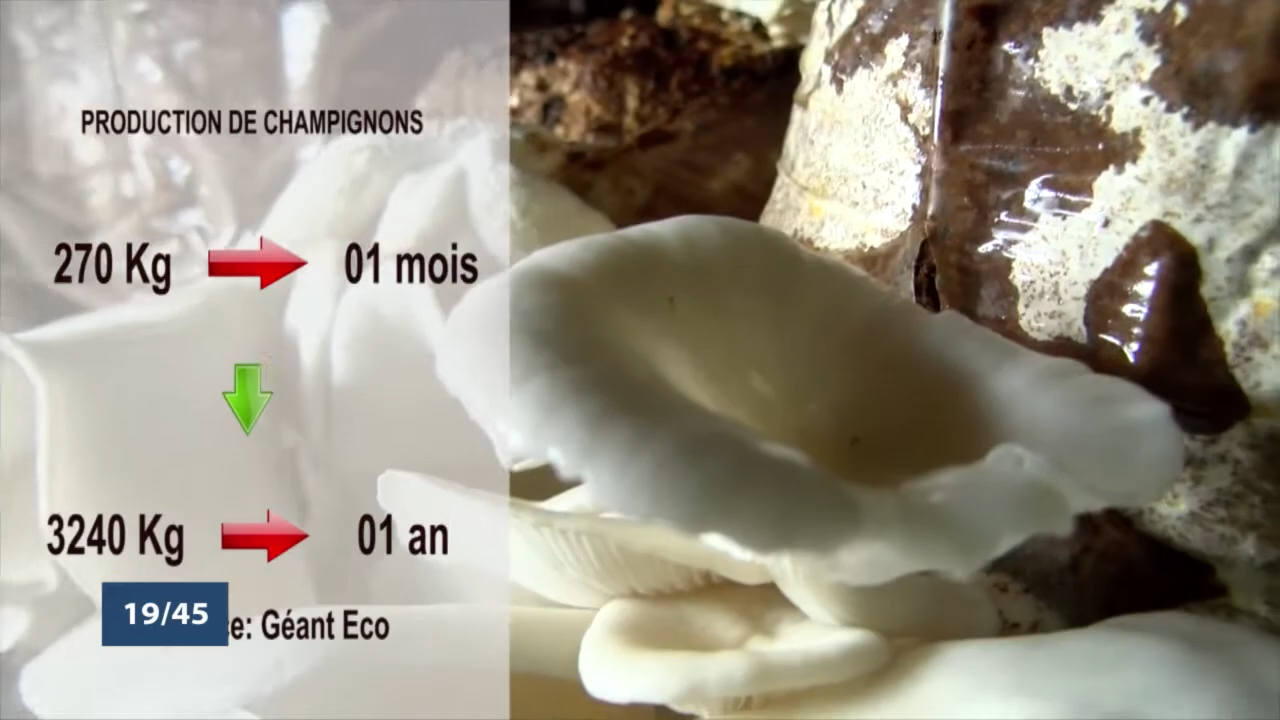 PRODUCTION DE CHAMPIGNONS
270 Kg 01 mois
3240 Kg 01 an
19/45
: Géant Eco